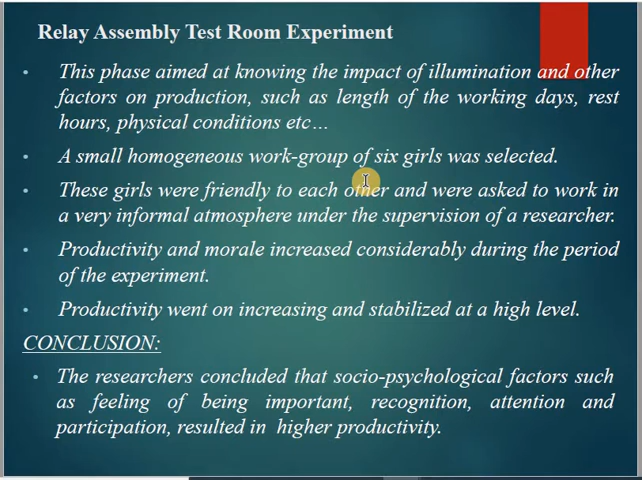 Relay Assembly Test Room Experiment
• This phase aimed at knowing the impact of illumination and other
factors on production, such as length of the working days, rest
hours, physical conditions etc…
• A small homogeneous work-group of six girls was selected.
• These girls were friendly to each other and were asked to work in
a very informal atmosphere under the supervision of a researcher.
• Productivity and morale increased considerably during the period
of the experiment.
• Productivity went on increasing and stabilized at a high level.
CONCLUSION:
• The researchers concluded that socio-psychological factors such
as feeling of being important, recognition, attention and
participation, resulted in higher productivity.